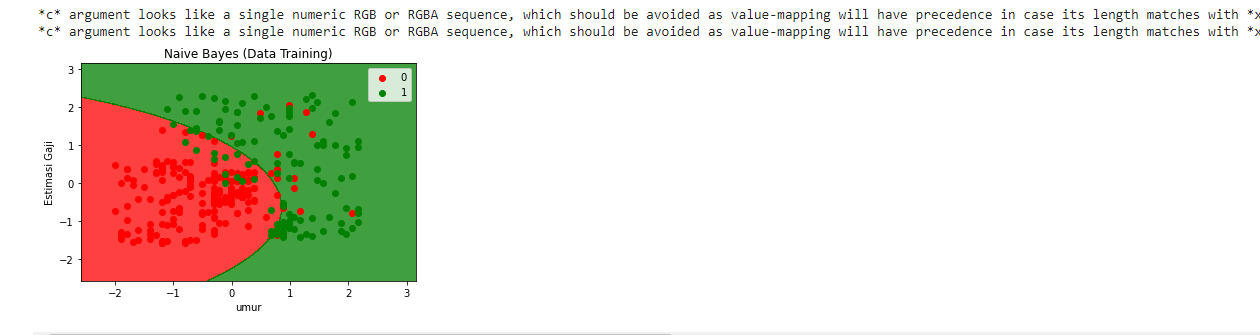 *c* argument looks like a single numeric RGB or RGBA sequence, which should be avoided as value-mapping will have precedence in case its length matches with *x
*c* argument looks like a single numeric RGB or RGBA sequence, which should be avoided as value-mapping will have precedence in case its length matches with *x
Naive Bayes (Data Training)
0
1
Estimasi Gaji
3
2
1
0
−1
−2
−2 −1 0 1 2 3
umur